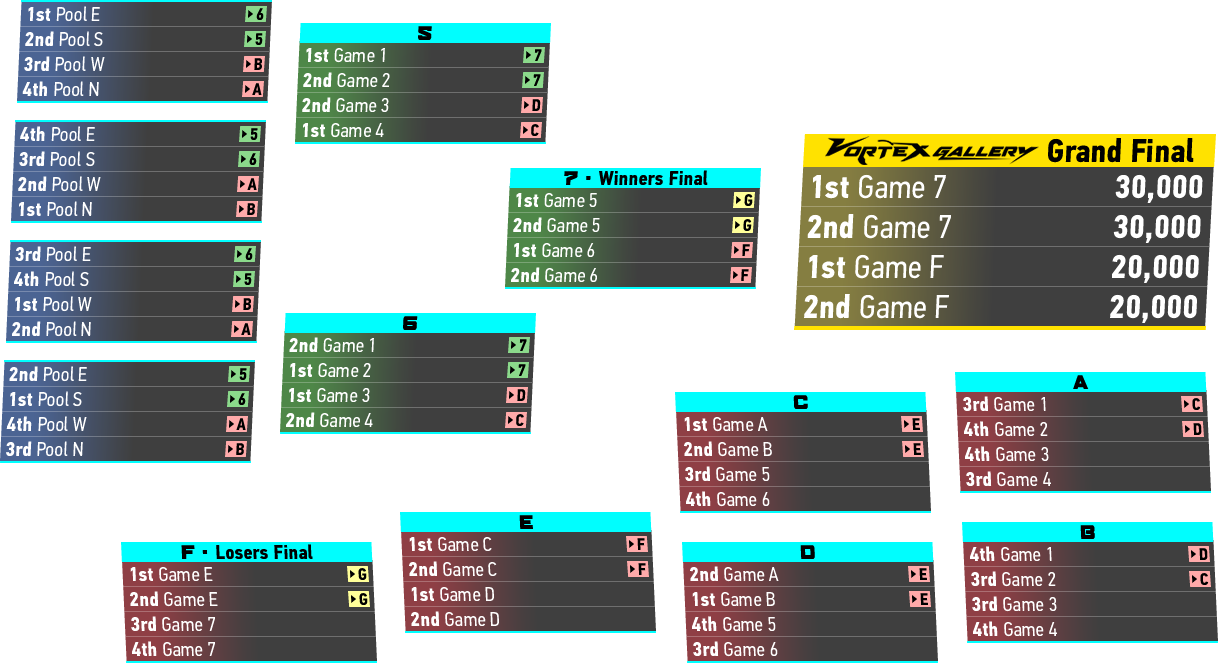 1st Pool E ▸6
2nd Pool S ▸5
3rd Pool W ▸B
4th Pool N ▸A
4th Pool E ▸5
3rd Pool S ▸6
2nd Pool W ▸A
1st Pool N ▸B
3rd Pool E ▸6
4th Pool S ▸5
1st Pool W ▸B
2nd Pool N ▸A
2nd Pool E ▸5
1st Pool S ▸6
4th Pool W ▸A
3rd Pool N ▸B
5
1st Game 1 ▸7
2nd Game 2 ▸7
2nd Game 3 ▸D
1st Game 4 ▸C
6
2nd Game 1 ▸7
1st Game 2 ▸7
1st Game 3 ▸D
2nd Game 4 ▸C
7 · Winners Final
1st Game 5 ▸G
2nd Game 5 ▸G
1st Game 6 ▸F
2nd Game 6 ▸F
VORTEX GALLERY Grand Final
1st Game 7 30,000
2nd Game 7 30,000
1st Game F 20,000
2nd Game F 20,000
A
3rd Game 1 ▸C
4th Game 2 ▸D
4th Game 3
3rd Game 4
B
4th Game 1 ▸D
3rd Game 2 ▸C
3rd Game 3
4th Game 4
C
1st Game A ▸E
2nd Game B ▸E
3rd Game 5
4th Game 6
D
2nd Game A ▸E
1st Game B ▸E
4th Game 5
3rd Game 6
E
1st Game C ▸F
2nd Game C ▸F
1st Game D
2nd Game D
F · Losers Final
1st Game E ▸G
2nd Game E ▸G
3rd Game 7
4th Game 7